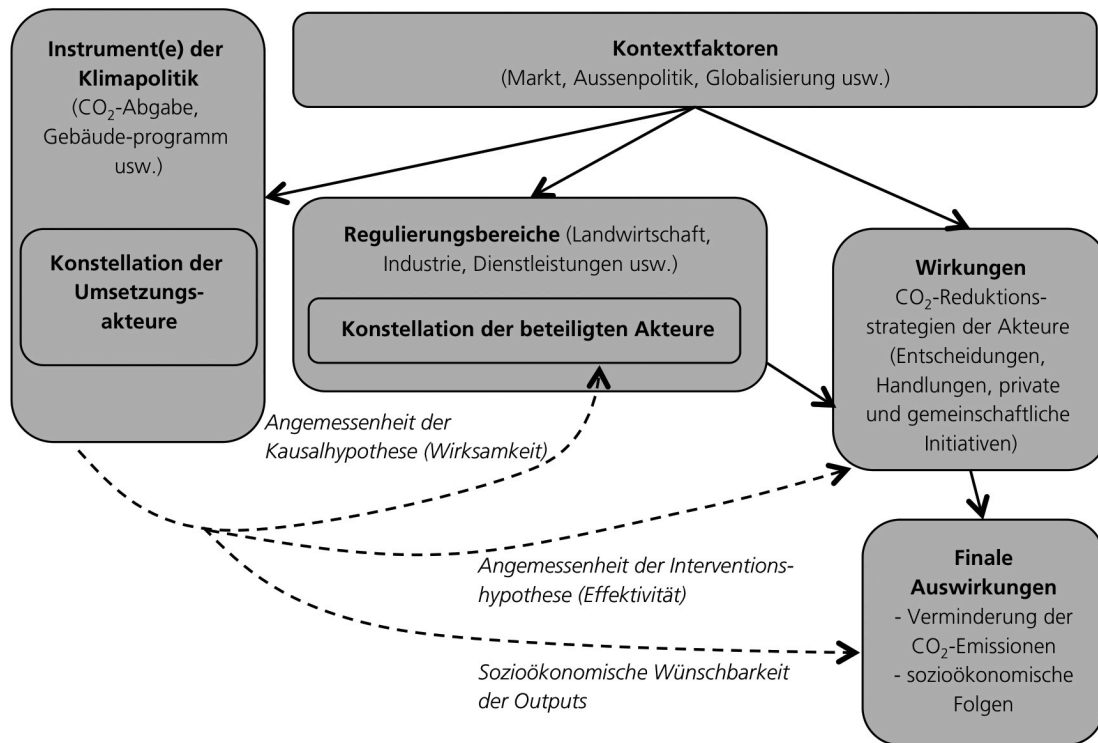 Instrument(e) der
Klimapolitik
(CO₂-Abgabe,
Gebäude-programm
usw.)
Konstellation der
Umsetzungs-
akteure
Kontextfaktoren
(Markt, Aussenpolitik, Globalisierung usw.)
Regulierungsbereiche (Landwirtschaft,
Industrie, Dienstleistungen usw.)
Konstellation der beteiligten Akteure
Wirkungen
CO₂-Reduktions-
strategien der Akteure
(Entscheidungen,
Handlungen, private
und gemeinschaftliche
Initiativen)
Angemessenheit der
Kausalhypothese (Wirksamkeit)
Angemessenheit der Interventions-
hypothese (Effektivität)
Sozioökonomische Wünschbarkeit
der Outputs
Finale
Auswirkungen
- Verminderung der
CO₂-Emissionen
- sozioökonomische
Folgen